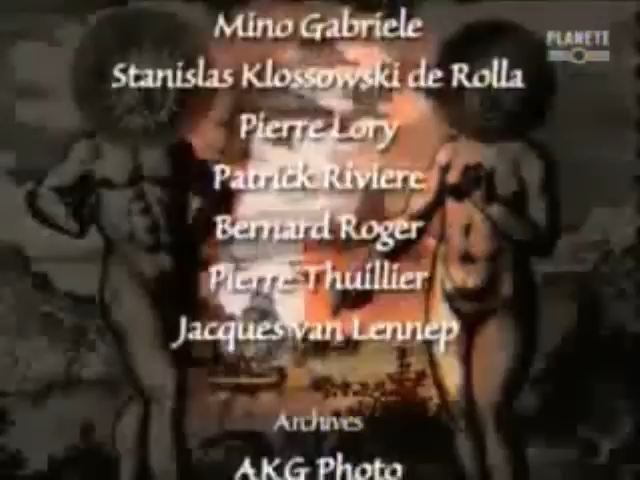 Mino Gabriele
PLANETE
Stanislas Klossowski de Rolla
Pierre Lory
Patrick Riviere
Bernard Roger
Pierre Thuillier
Jacques van Lennep
Archives
AKG Photo